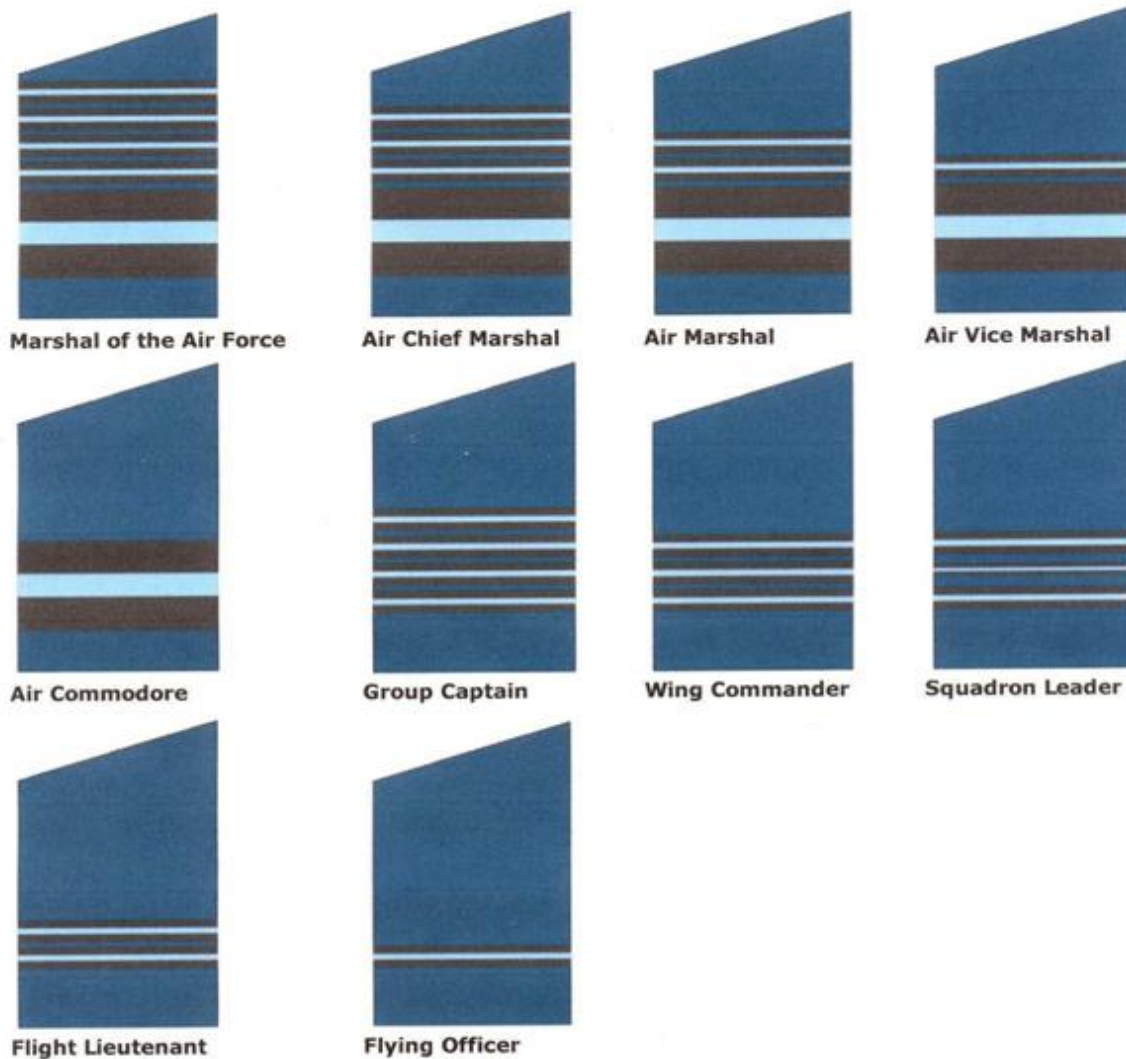 Marshal of the Air Force
Air Chief Marshal
Air Marshal
Air Vice Marshal
Air Commodore
Group Captain
Wing Commander
Squadron Leader
Flight Lieutenant
Flying Officer